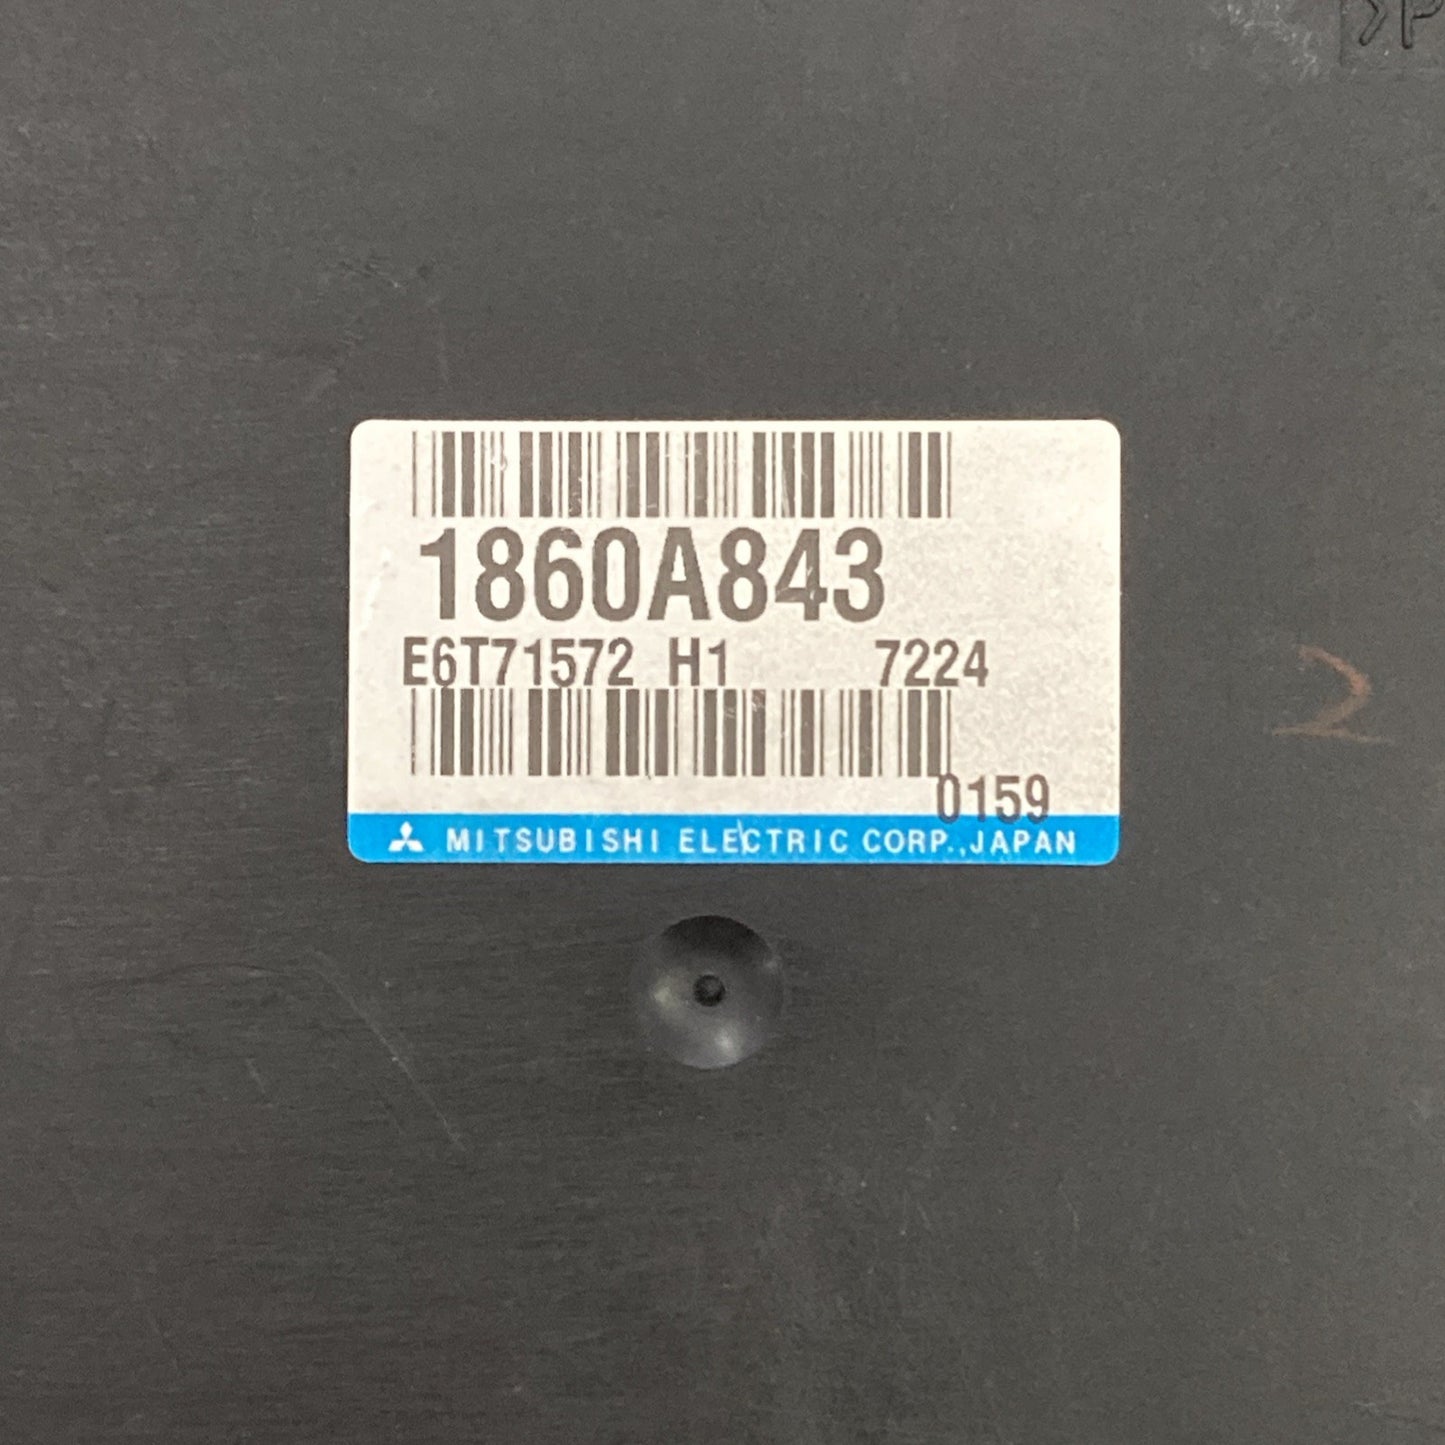 >P
1860A843
E6T71572 H1 7224
2
0159
MITSUBISHI ELECTRIC CORP.,JAPAN